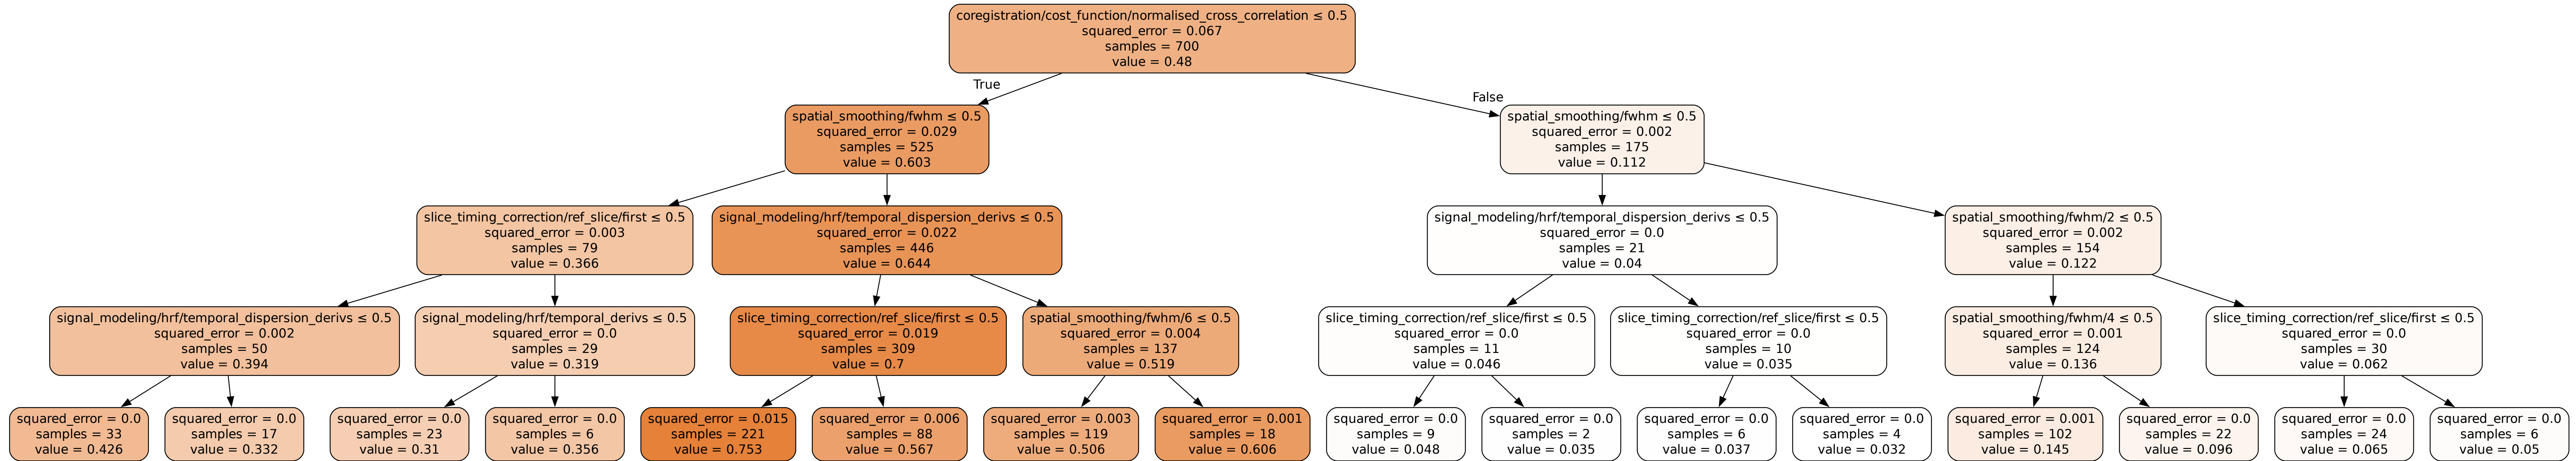 coregistration/cost_function/normalised_cross_correlation ≤ 0.5
squared_error = 0.067
samples = 700
value = 0.48
True
False
spatial_smoothing/fwhm ≤ 0.5
squared_error = 0.029
samples = 525
value = 0.603
spatial_smoothing/fwhm ≤ 0.5
squared_error = 0.002
samples = 175
value = 0.112
slice_timing_correction/ref_slice/first ≤ 0.5
squared_error = 0.003
samples = 79
value = 0.366
signal_modeling/hrf/temporal_dispersion_derivs ≤ 0.5
squared_error = 0.022
samples = 446
value = 0.644
signal_modeling/hrf/temporal_dispersion_derivs ≤ 0.5
squared_error = 0.0
samples = 21
value = 0.04
spatial_smoothing/fwhm/2 ≤ 0.5
squared_error = 0.002
samples = 154
value = 0.122
signal_modeling/hrf/temporal_dispersion_derivs ≤ 0.5
squared_error = 0.002
samples = 50
value = 0.394
signal_modeling/hrf/temporal_derivs ≤ 0.5
squared_error = 0.0
samples = 29
value = 0.319
slice_timing_correction/ref_slice/first ≤ 0.5
squared_error = 0.019
samples = 309
value = 0.7
spatial_smoothing/fwhm/6 ≤ 0.5
squared_error = 0.004
samples = 137
value = 0.519
slice_timing_correction/ref_slice/first ≤ 0.5
squared_error = 0.0
samples = 11
value = 0.046
slice_timing_correction/ref_slice/first ≤ 0.5
squared_error = 0.0
samples = 10
value = 0.035
spatial_smoothing/fwhm/4 ≤ 0.5
squared_error = 0.001
samples = 124
value = 0.136
slice_timing_correction/ref_slice/first ≤ 0.5
squared_error = 0.0
samples = 30
value = 0.062
squared_error = 0.0
samples = 33
value = 0.426
squared_error = 0.0
samples = 17
value = 0.332
squared_error = 0.0
samples = 23
value = 0.31
squared_error = 0.0
samples = 6
value = 0.356
squared_error = 0.015
samples = 221
value = 0.753
squared_error = 0.006
samples = 88
value = 0.567
squared_error = 0.003
samples = 119
value = 0.506
squared_error = 0.001
samples = 18
value = 0.606
squared_error = 0.0
samples = 9
value = 0.048
squared_error = 0.0
samples = 2
value = 0.035
squared_error = 0.0
samples = 6
value = 0.037
squared_error = 0.0
samples = 4
value = 0.032
squared_error = 0.001
samples = 102
value = 0.145
squared_error = 0.0
samples = 22
value = 0.096
squared_error = 0.0
samples = 24
value = 0.065
squared_error = 0.0
samples = 6
value = 0.05